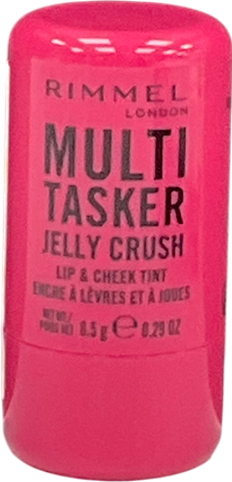 RIMMEL
LONDON
MULTI
TASKER
JELLY CRUSH
LIP & CHEEK TINT
ENCRE À LÈVRES ET À JOUES
NET WT./
POIDS NET 8.5 g ℮ 0.29 OZ